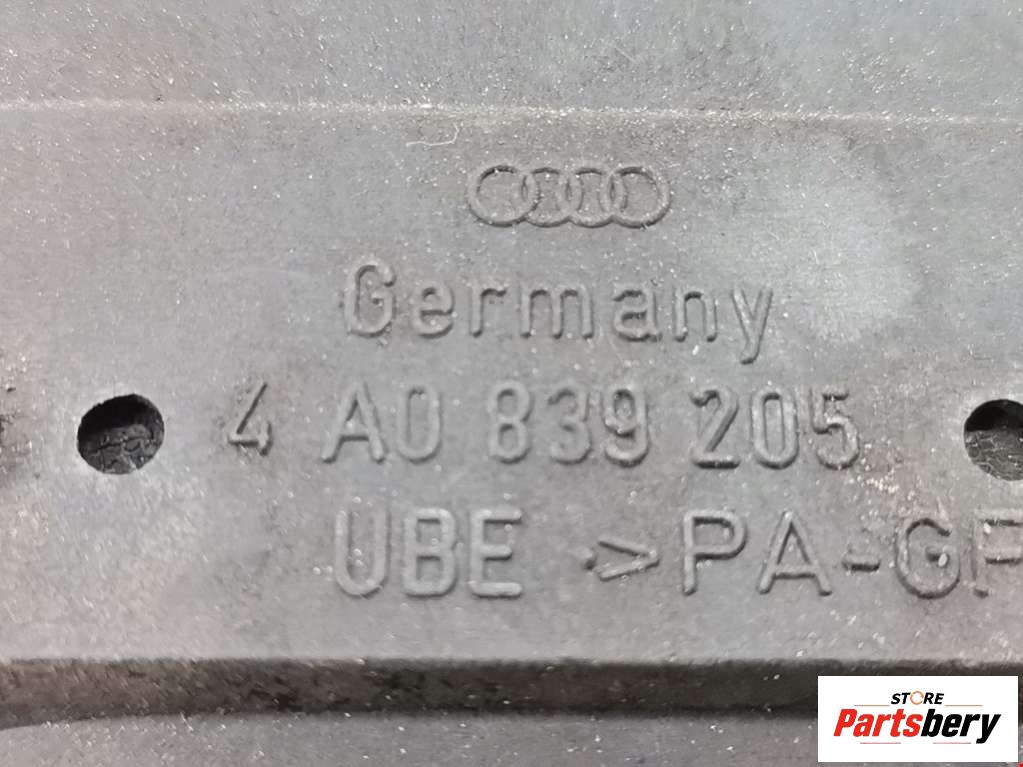 Germany
4 A0 839 205
UBE >PA-GF
STORE
Partsbery